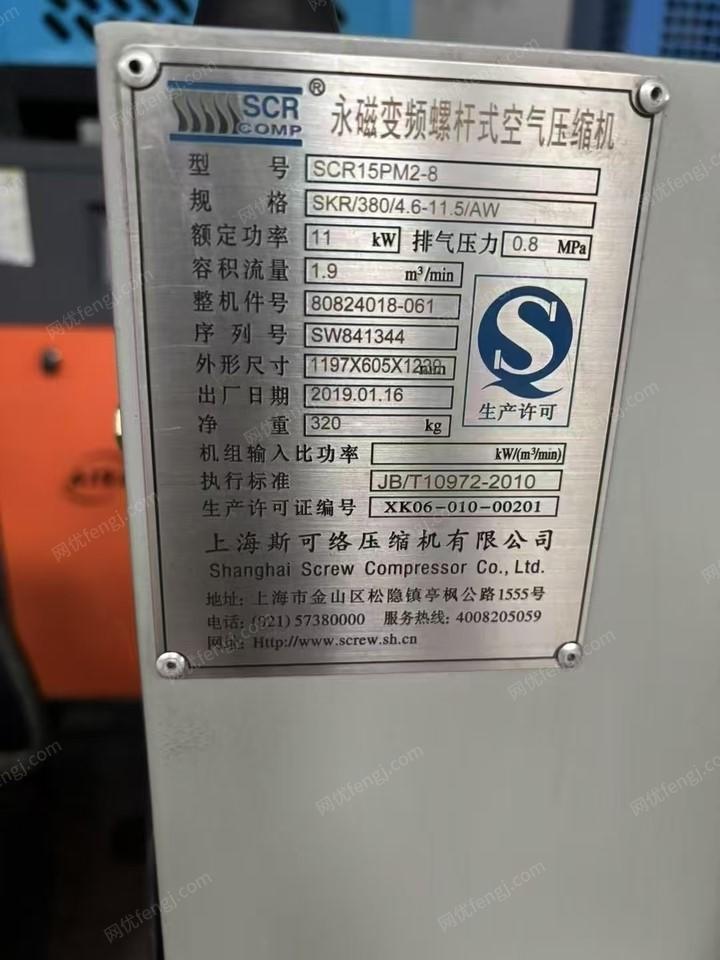 SCR®
COMP
永磁变频螺杆式空气压缩机
型 号 SCR15PM2-8
规 格 SKR/380/4.6-11.5/AW
额定功率 11 kW 排气压力 0.8 MPa
容积流量 1.9 m³/min
整机件号 80824018-061
序列号 SW841344
外形尺寸 1197X605X1230 mm
出厂日期 2019.01.16
净 重 320 kg
生产许可
机组输入比功率 kW/(m³/min)
执行标准 JB/T10972-2010
生产许可证编号 XK06-010-00201
上海斯可络压缩机有限公司
Shanghai Screw Compressor Co., Ltd.
地址: 上海市金山区松隐镇亭枫公路1555号
电话: (021) 57380000 服务热线: 4008205059
网址: Http://www.screw.sh.cn
网优fengj.com